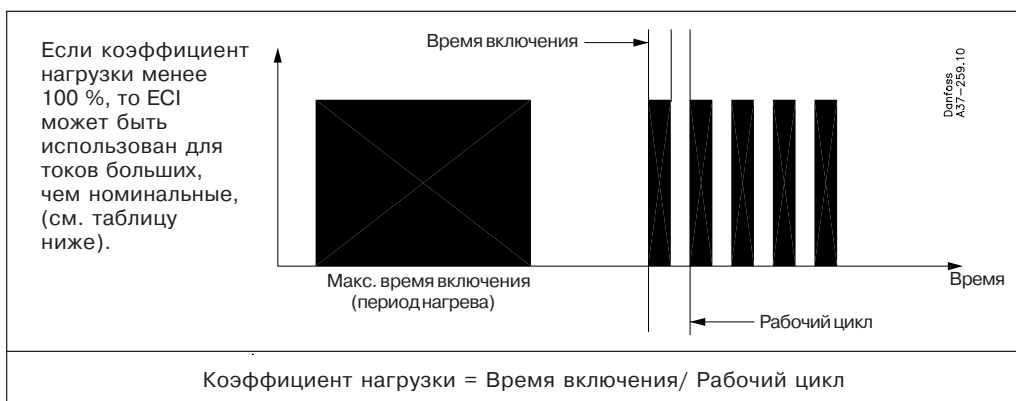 Если коэффициент
нагрузки менее
100 %, то ECI
может быть
использован для
токов больших,
чем номинальные,
(см. таблицу
ниже).
Время включения
Danfoss
A37-259.10
Макс. время включения
(период нагрева)
Время
Рабочий цикл
Коэффициент нагрузки = Время включения/ Рабочий цикл